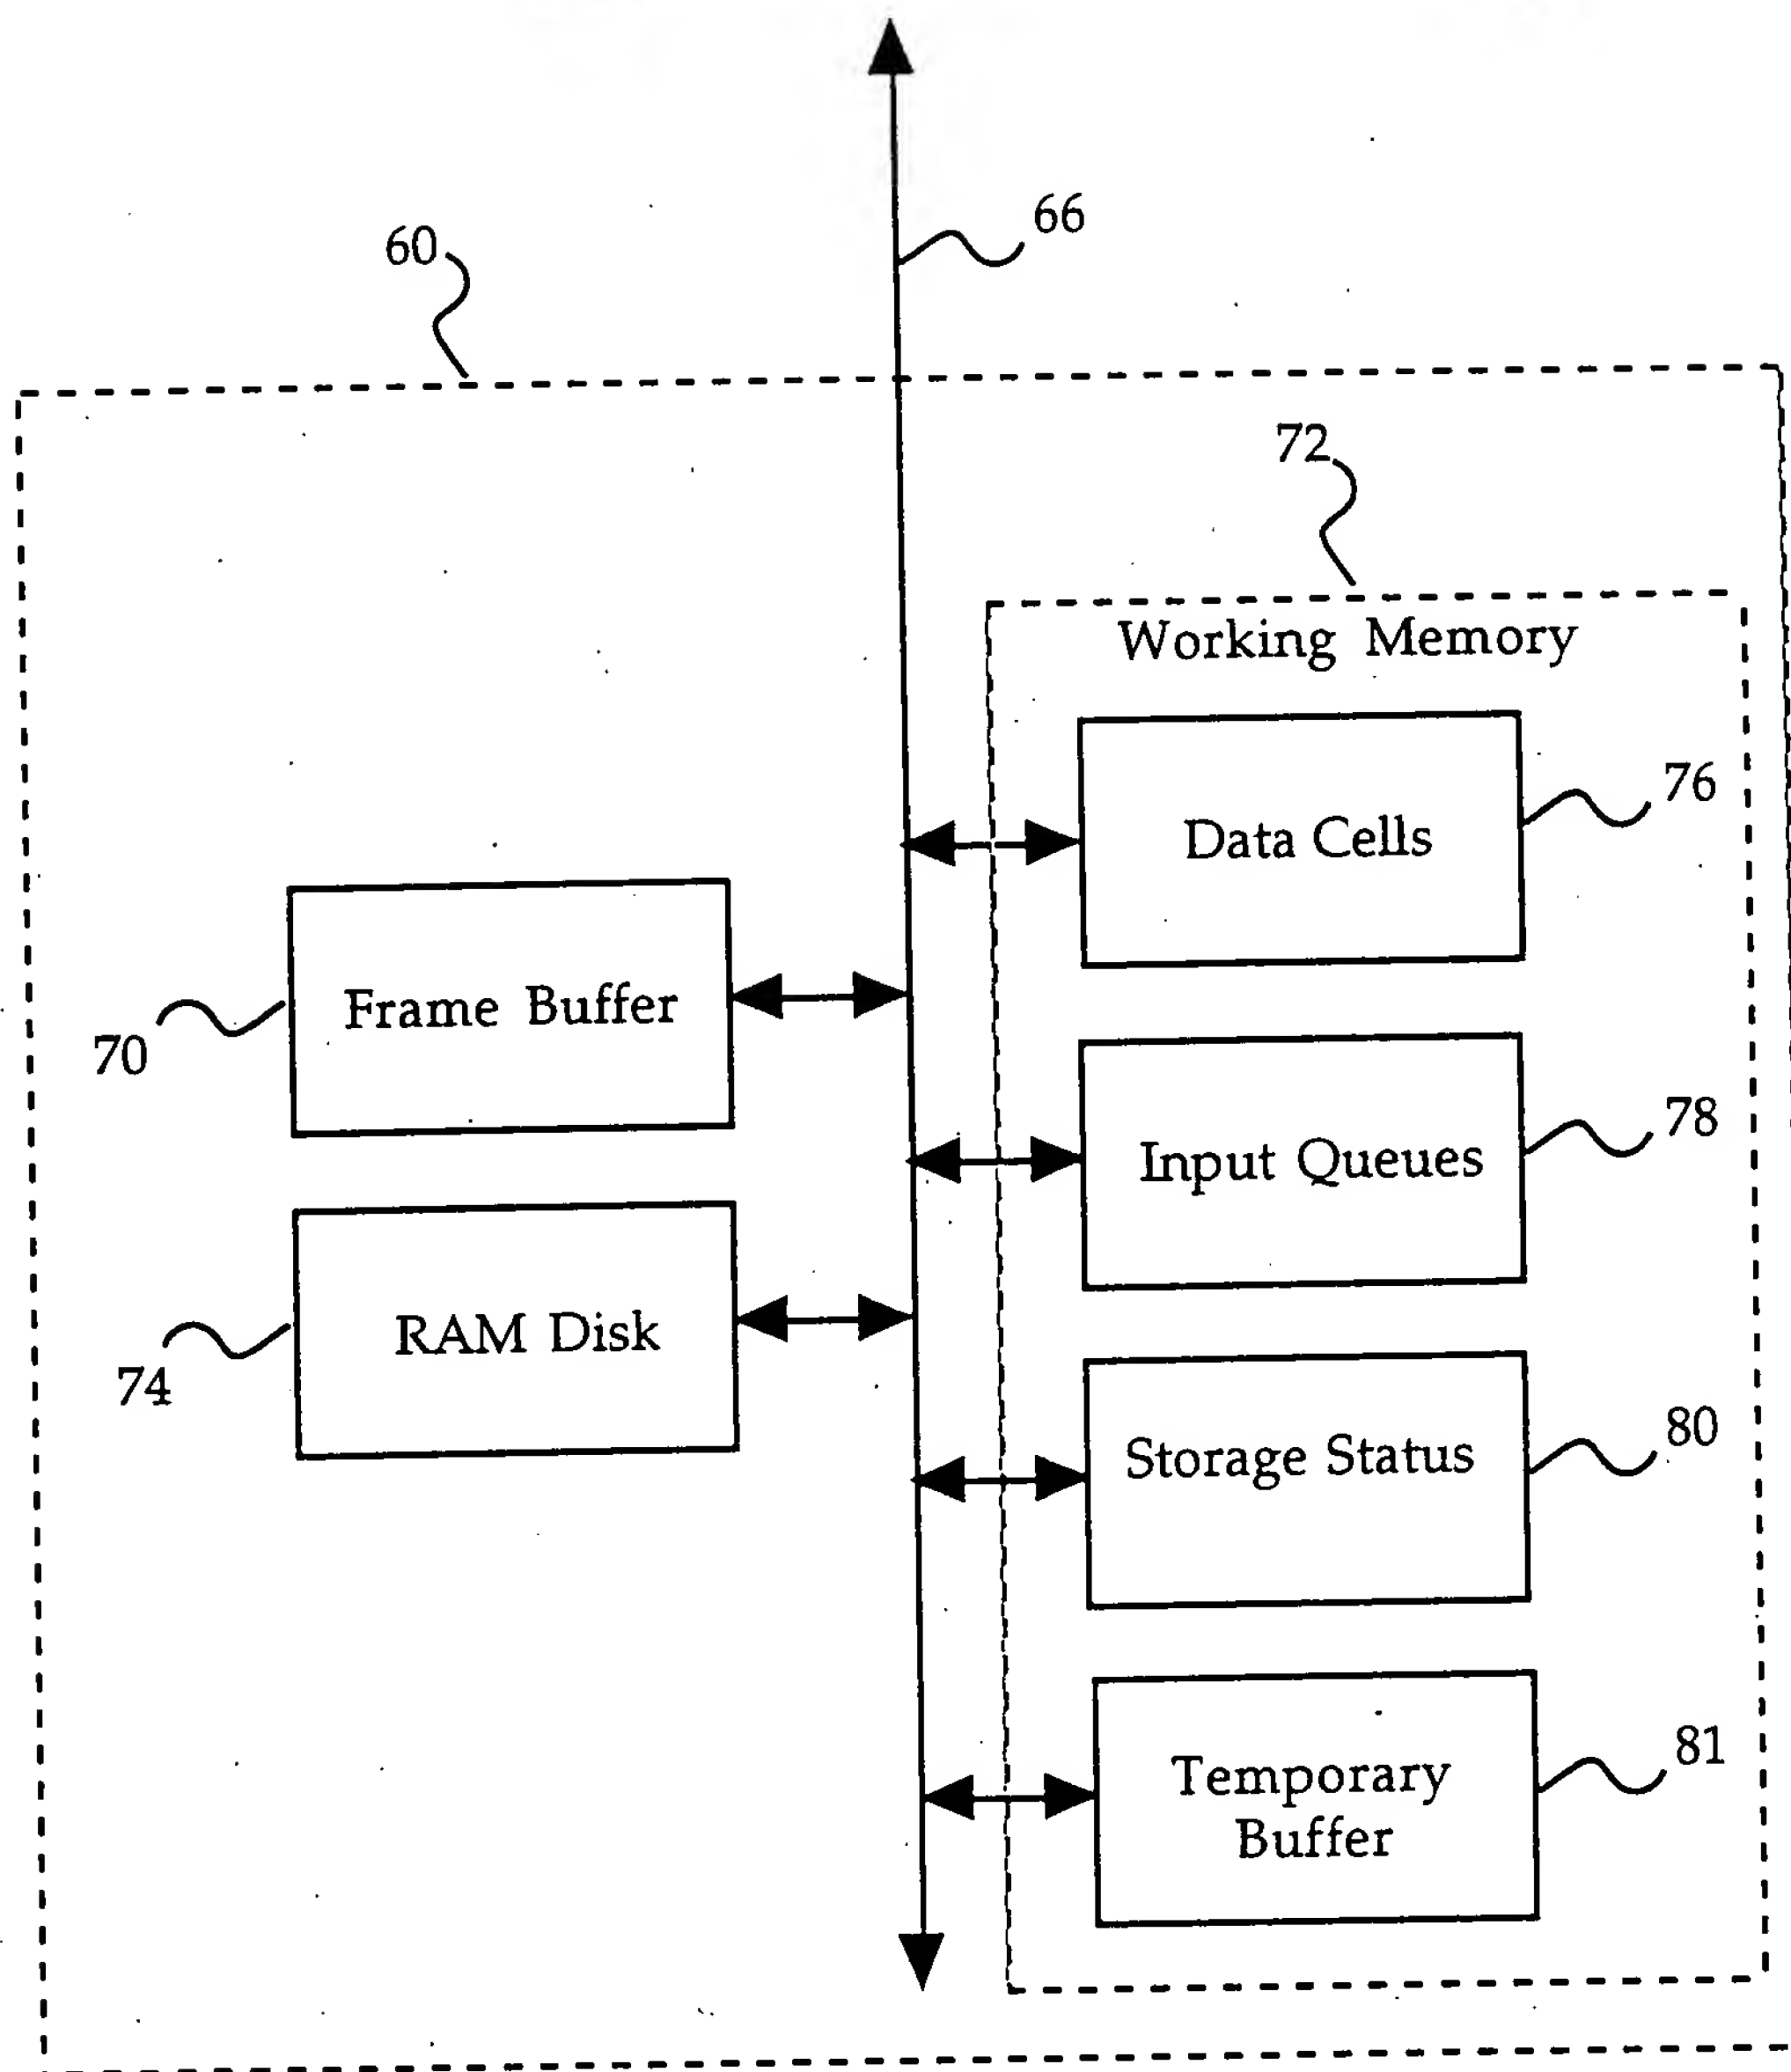 66
60
72
Working Memory
76
Data Cells
Frame Buffer
70
78
Input Queues
RAM Disk
74
80
Storage Status
81
Temporary
Buffer